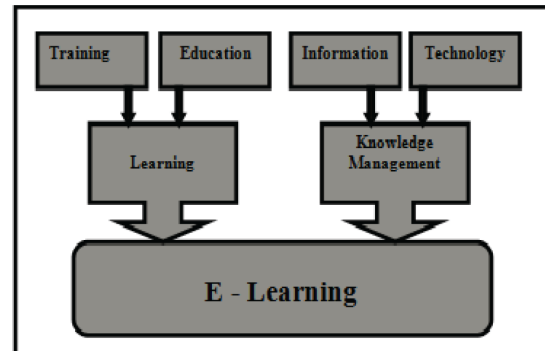 Training
Education
Information
Technology
Learning
Knowledge
Management
E - Learning